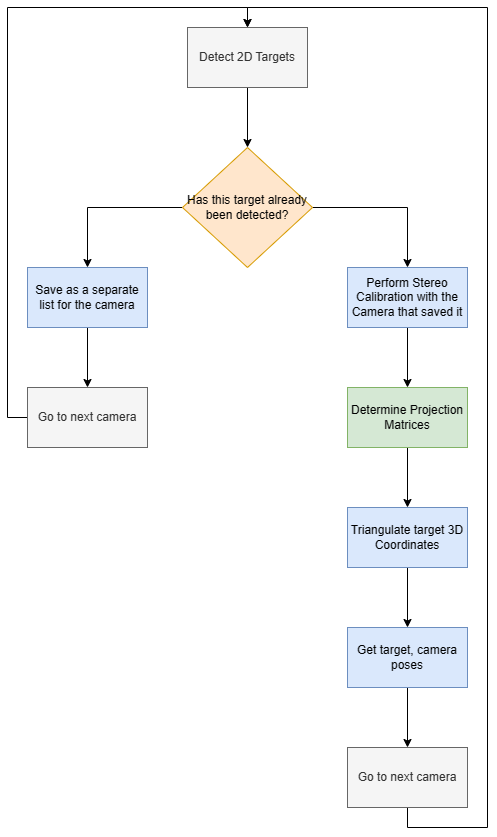 Detect 2D Targets
Has this target already
been detected?
Save as a separate
list for the camera
Go to next camera
Perform Stereo
Calibration with the
Camera that saved it
Determine Projection
Matrices
Triangulate target 3D
Coordinates
Get target, camera
poses
Go to next camera